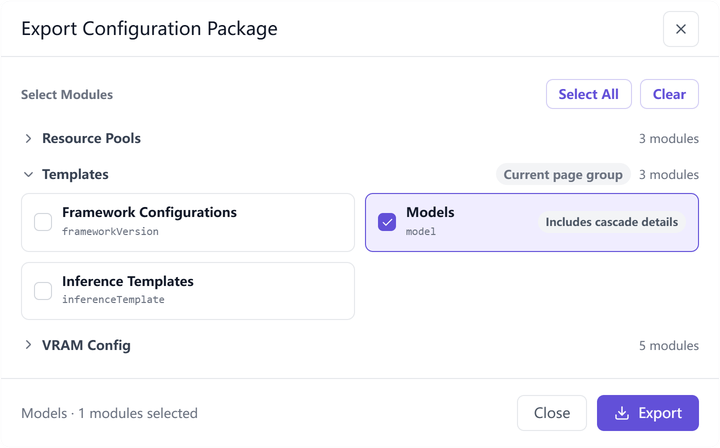 Export Configuration Package
Select Modules
Select All
Clear
Resource Pools
3 modules
Templates
Current page group
3 modules
Framework Configurations
frameworkVersion
Models
model
Includes cascade details
Inference Templates
inferenceTemplate
VRAM Config
5 modules
Models · 1 modules selected
Close
Export